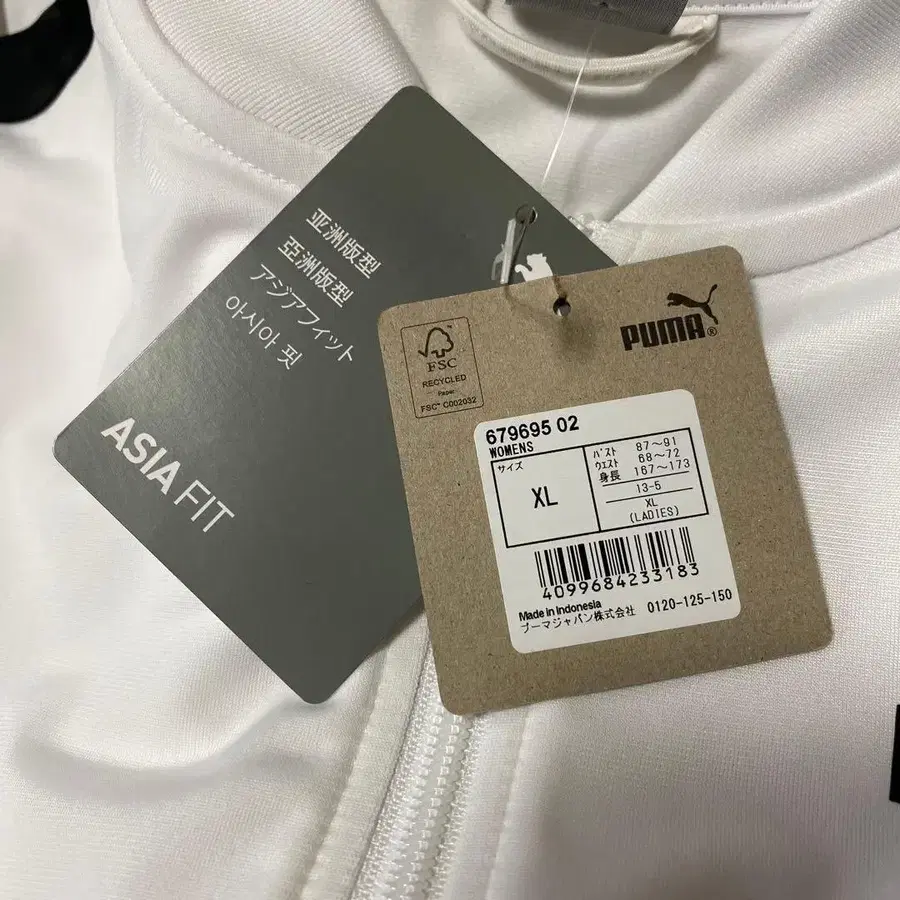 亚洲版型
亞洲版型
アジアフィット
아시아 핏
ASIA FIT
FSC
RECYCLED
Paper
FSC™ C002032
PUMA®
679695 02
WOMENS
サイズ
XL
バスト 87〜91
ウエスト 68〜72
身長 167〜173
13-5
XL
(LADIES)
4099684233183
Made in Indonesia
プーマジャパン株式会社 0120-125-150